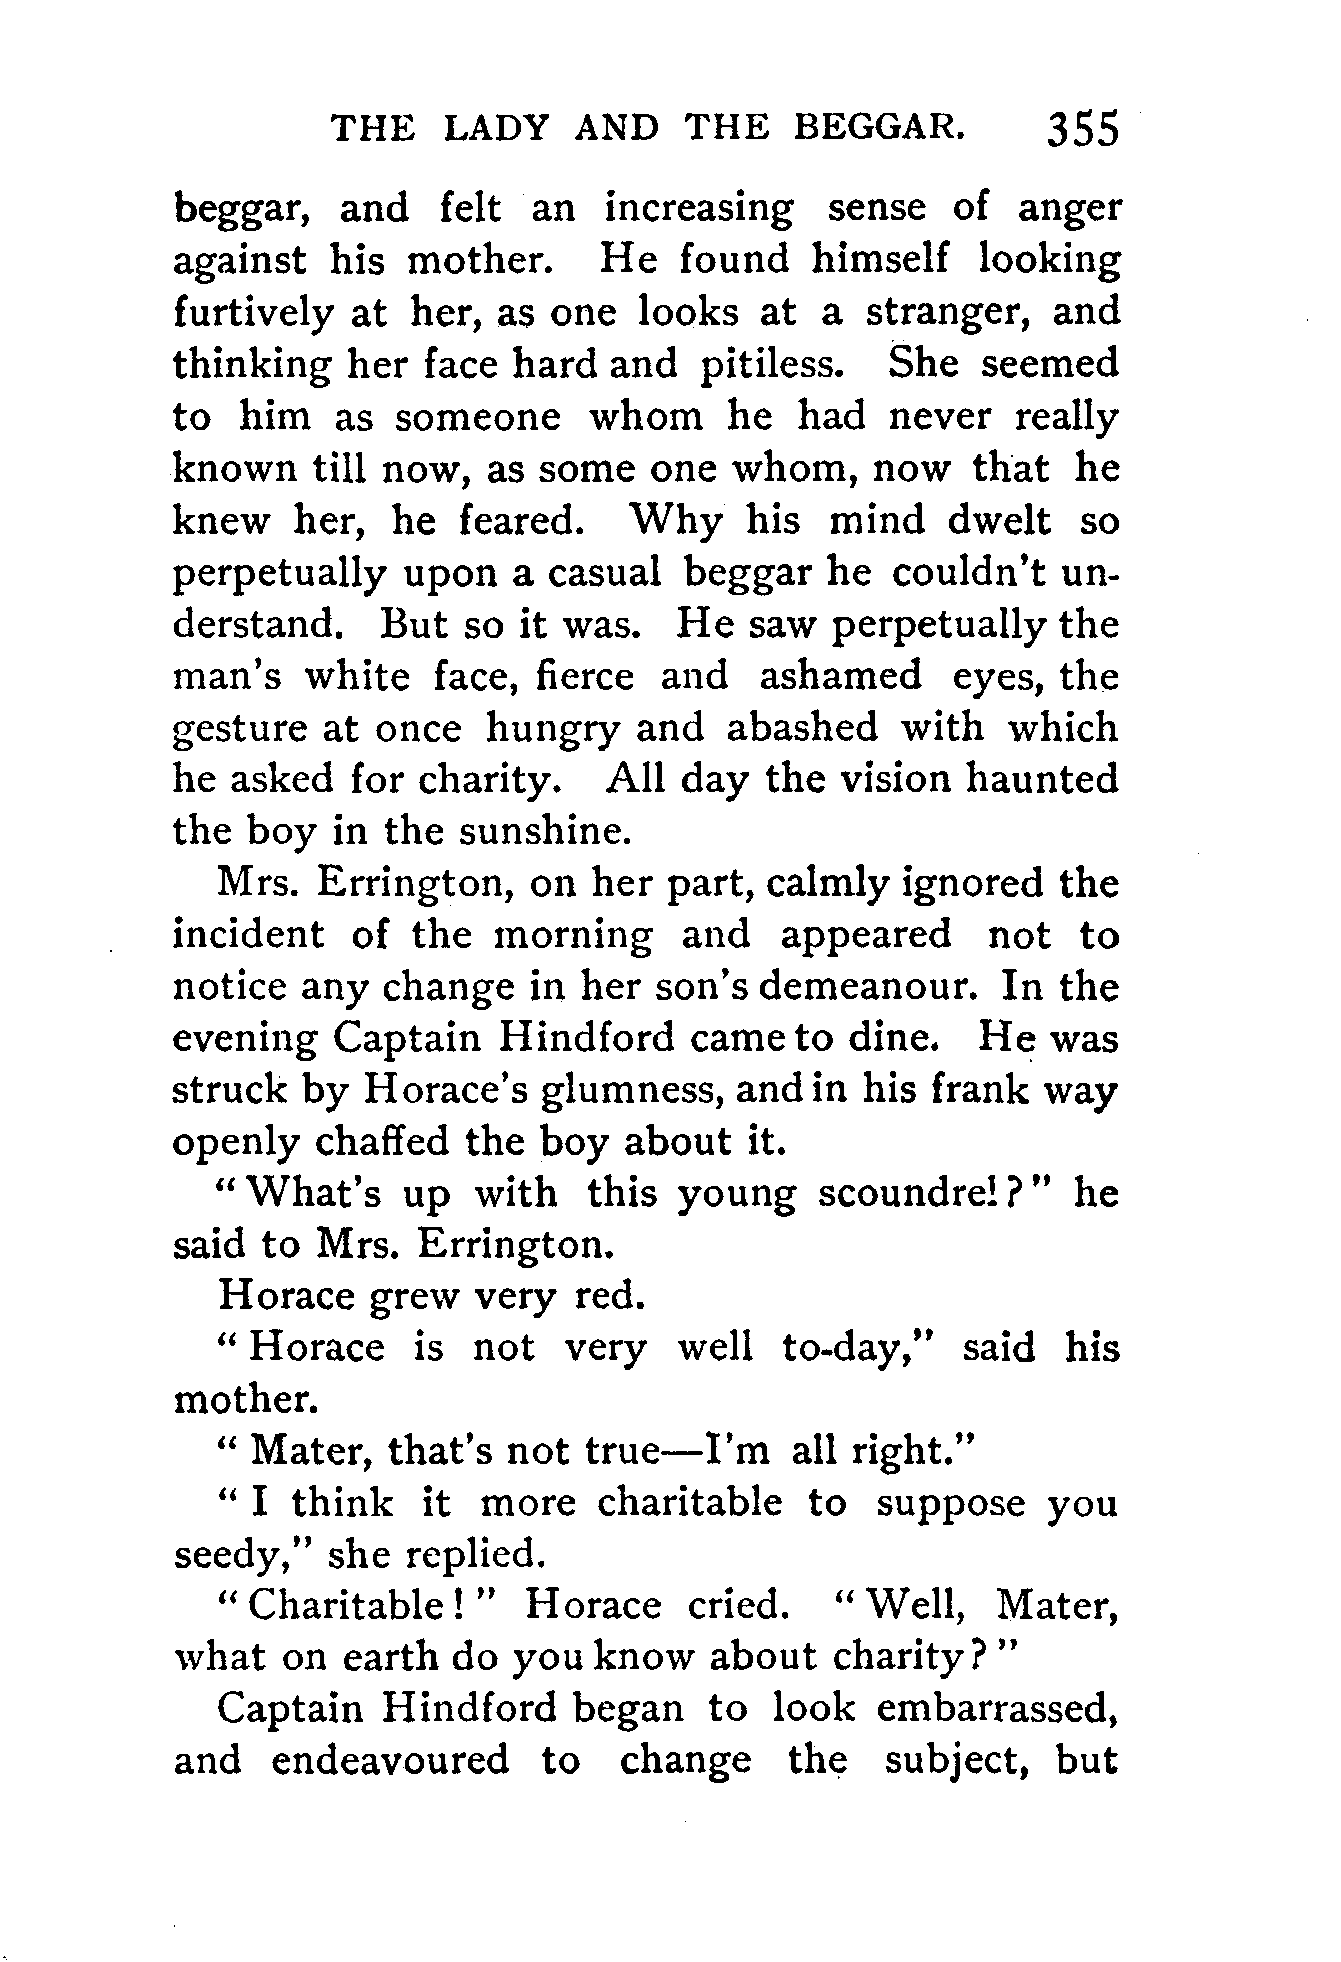 THE LADY AND THE BEGGAR. 355
beggar, and felt an increasing sense of anger
against his mother. He found himself looking
furtively at her, as one looks at a stranger, and
thinking her face hard and pitiless. She seemed
to him as someone whom he had never really
known till now, as some one whom, now that he
knew her, he feared. Why his mind dwelt so
perpetually upon a casual beggar he couldn't un-
derstand. But so it was. He saw perpetually the
man's white face, fierce and ashamed eyes, the
gesture at once hungry and abashed with which
he asked for charity. All day the vision haunted
the boy in the sunshine.
Mrs. Errington, on her part, calmly ignored the
incident of the morning and appeared not to
notice any change in her son's demeanour. In the
evening Captain Hindford came to dine. He was
struck by Horace's glumness, and in his frank way
openly chaffed the boy about it.
"What's up with this young scoundrel?" he
said to Mrs. Errington.
Horace grew very red.
"Horace is not very well to-day," said his
mother.
"Mater, that's not true—I'm all right."
"I think it more charitable to suppose you
seedy," she replied.
"Charitable!" Horace cried. "Well, Mater,
what on earth do you know about charity?"
Captain Hindford began to look embarrassed,
and endeavoured to change the subject, but